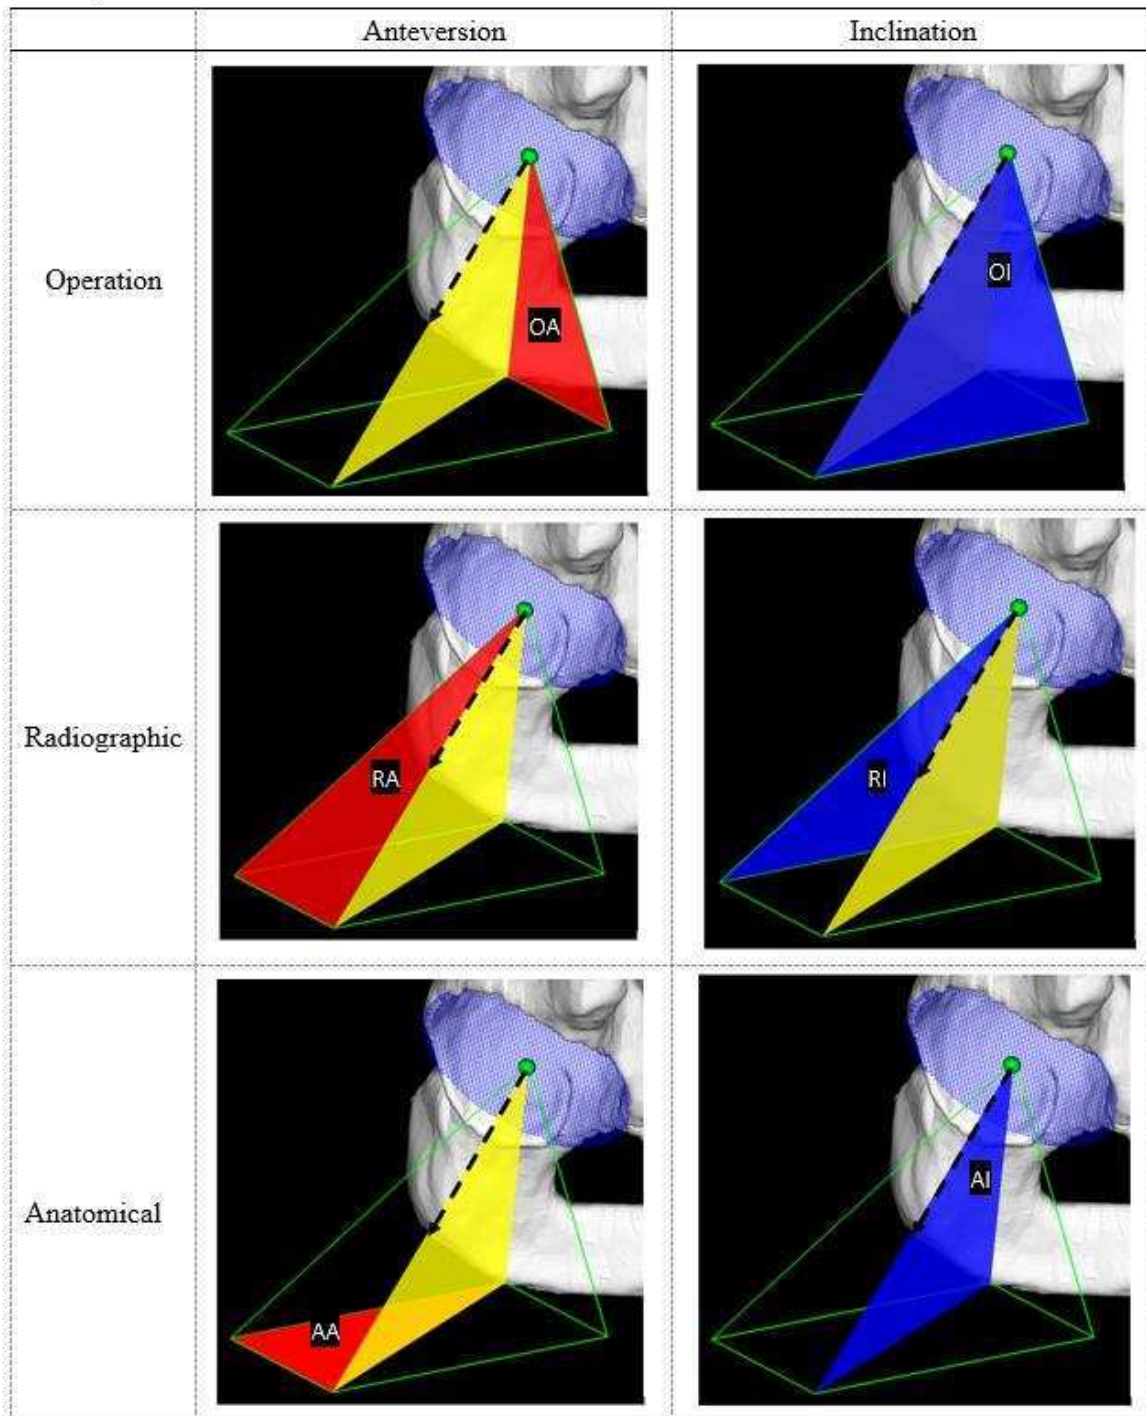 Anteversion Inclination
Operation
OA
OI
Radiographic
RA
RI
Anatomical
AA
AI